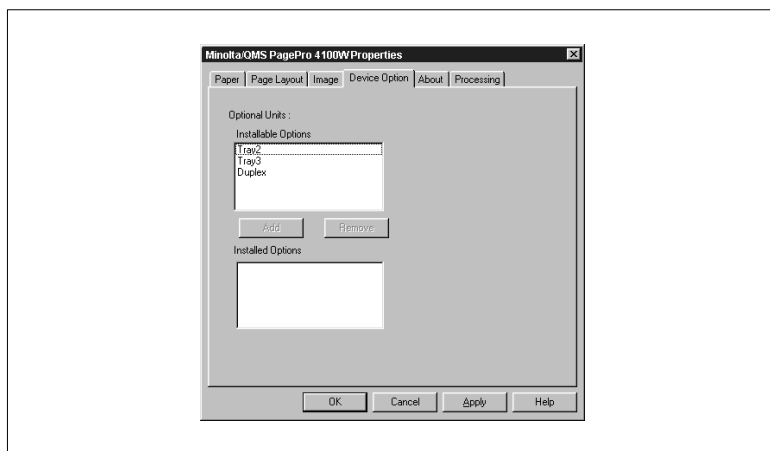 Minolta/QMS PagePro 4100W Properties
Paper Page Layout Image Device Option About Processing
Optional Units :
Installable Options
Tray2
Tray3
Duplex
Add Remove
Installed Options
OK Cancel Apply Help